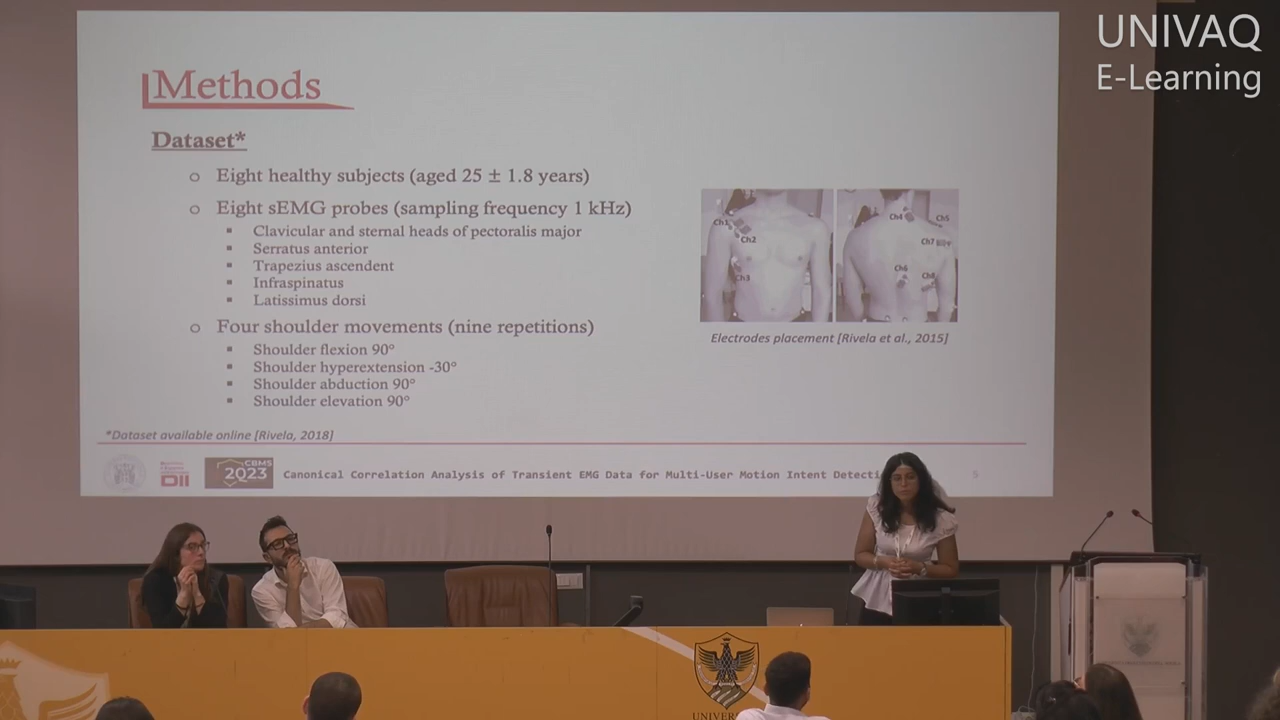 UNIVAQ
E-Learning
Methods
Dataset*
o Eight healthy subjects (aged 25 ± 1.8 years)
o Eight sEMG probes (sampling frequency 1 kHz)
▪ Clavicular and sternal heads of pectoralis major
▪ Serratus anterior
▪ Trapezius ascendent
▪ Infraspinatus
▪ Latissimus dorsi
o Four shoulder movements (nine repetitions)
▪ Shoulder flexion 90°
▪ Shoulder hyperextension -30°
▪ Shoulder abduction 90°
▪ Shoulder elevation 90°
Ch1
Ch2
Ch3
Ch4
Ch5
Ch7
Ch6
Ch8
Electrodes placement [Rivela et al., 2015]
*Dataset available online [Rivela, 2018]
CBMS
2023
Canonical Correlation Analysis of Transient EMG Data for Multi-User Motion Intent Detecti
5
UNIVER